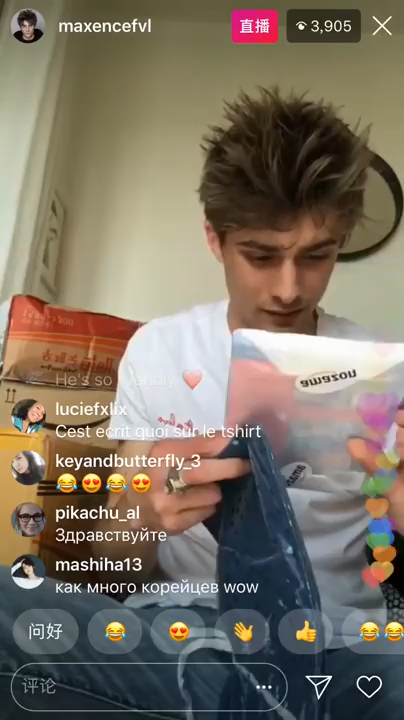 maxencefvl
直播
3,905
He's so
luciefxlix
Cest ecrit quoi sur le tshirt
keyandbutterfly_3
😂😍😂😍
pikachu_al
Здравствуйте
mashiha13
как много корейцев wow
问好
评论